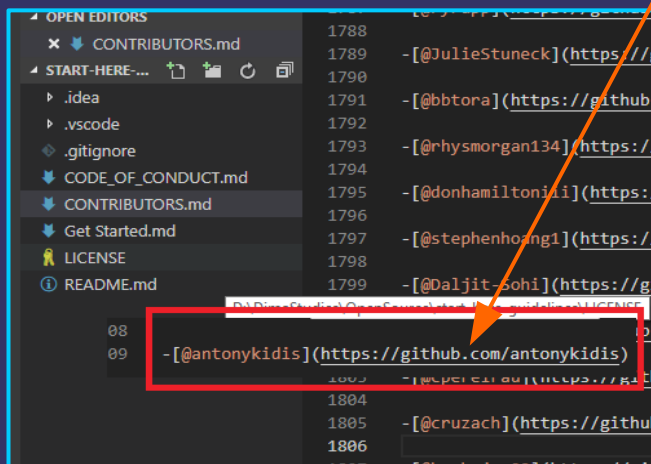 OPEN EDITORS
CONTRIBUTORS.md
START-HERE-...
.idea
.vscode
.gitignore
CODE_OF_CONDUCT.md
CONTRIBUTORS.md
Get Started.md
LICENSE
README.md
1788
1789 -[@JulieStuneck](https://
1790
1791 -[@bbtora](https://github
1792
1793 -[@rhysmorgan134](https:/
1794
1795 -[@donhamiltoniii](https:
1796
1797 -[@stephenhoang1](https:/
1798
1799 -[@Daljit-Sohi](https://g
08
09 -[@antonykidis](https://github.com/antonykidis)
1804
1805 -[@cruzach](https://githu
1806